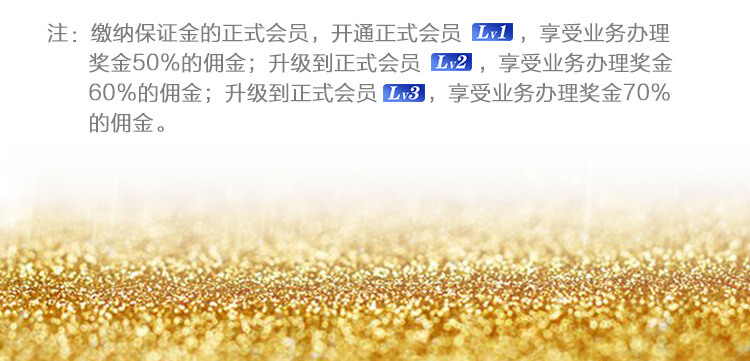 注：缴纳保证金的正式会员，开通正式会员 Lv1，享受业务办理
奖金50%的佣金；升级到正式会员 Lv2，享受业务办理奖金
60%的佣金；升级到正式会员 Lv3，享受业务办理奖金70%
的佣金。